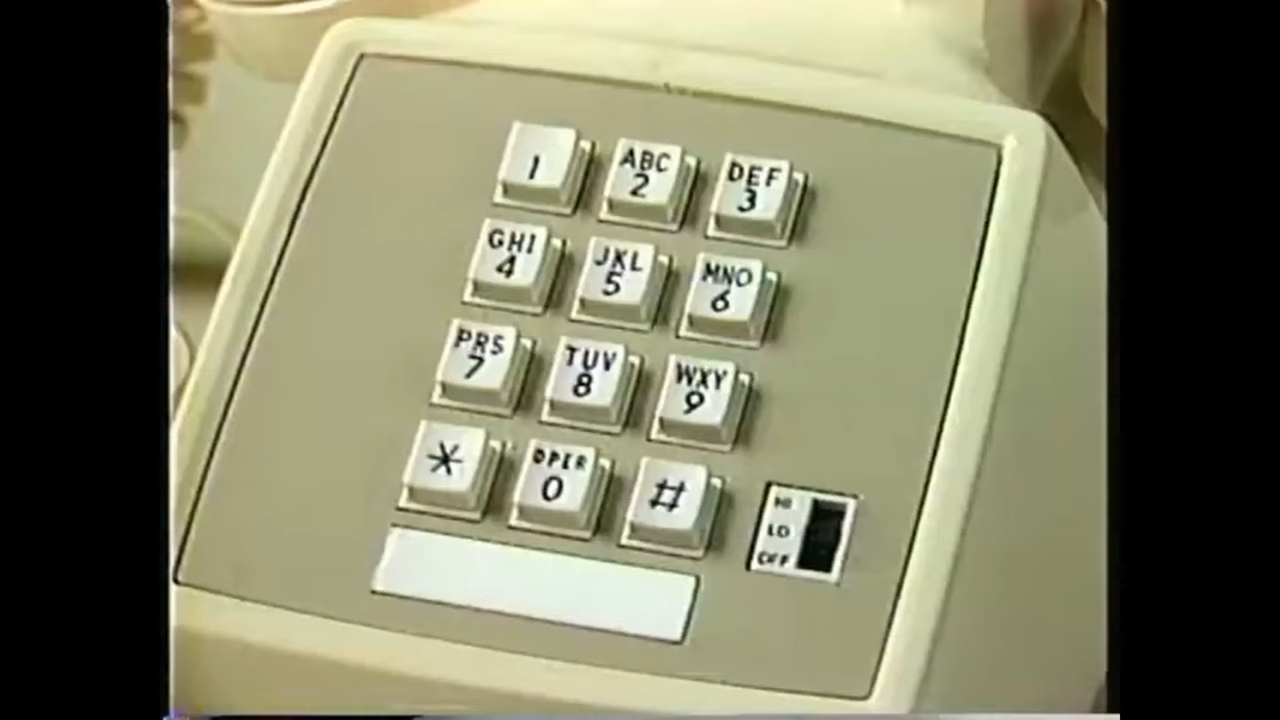 1
ABC
2
DEF
3
GHI
4
JKL
5
MNO
6
PRS
7
TUV
8
WXY
9
*
OPER
0
#
HI
LO
OFF